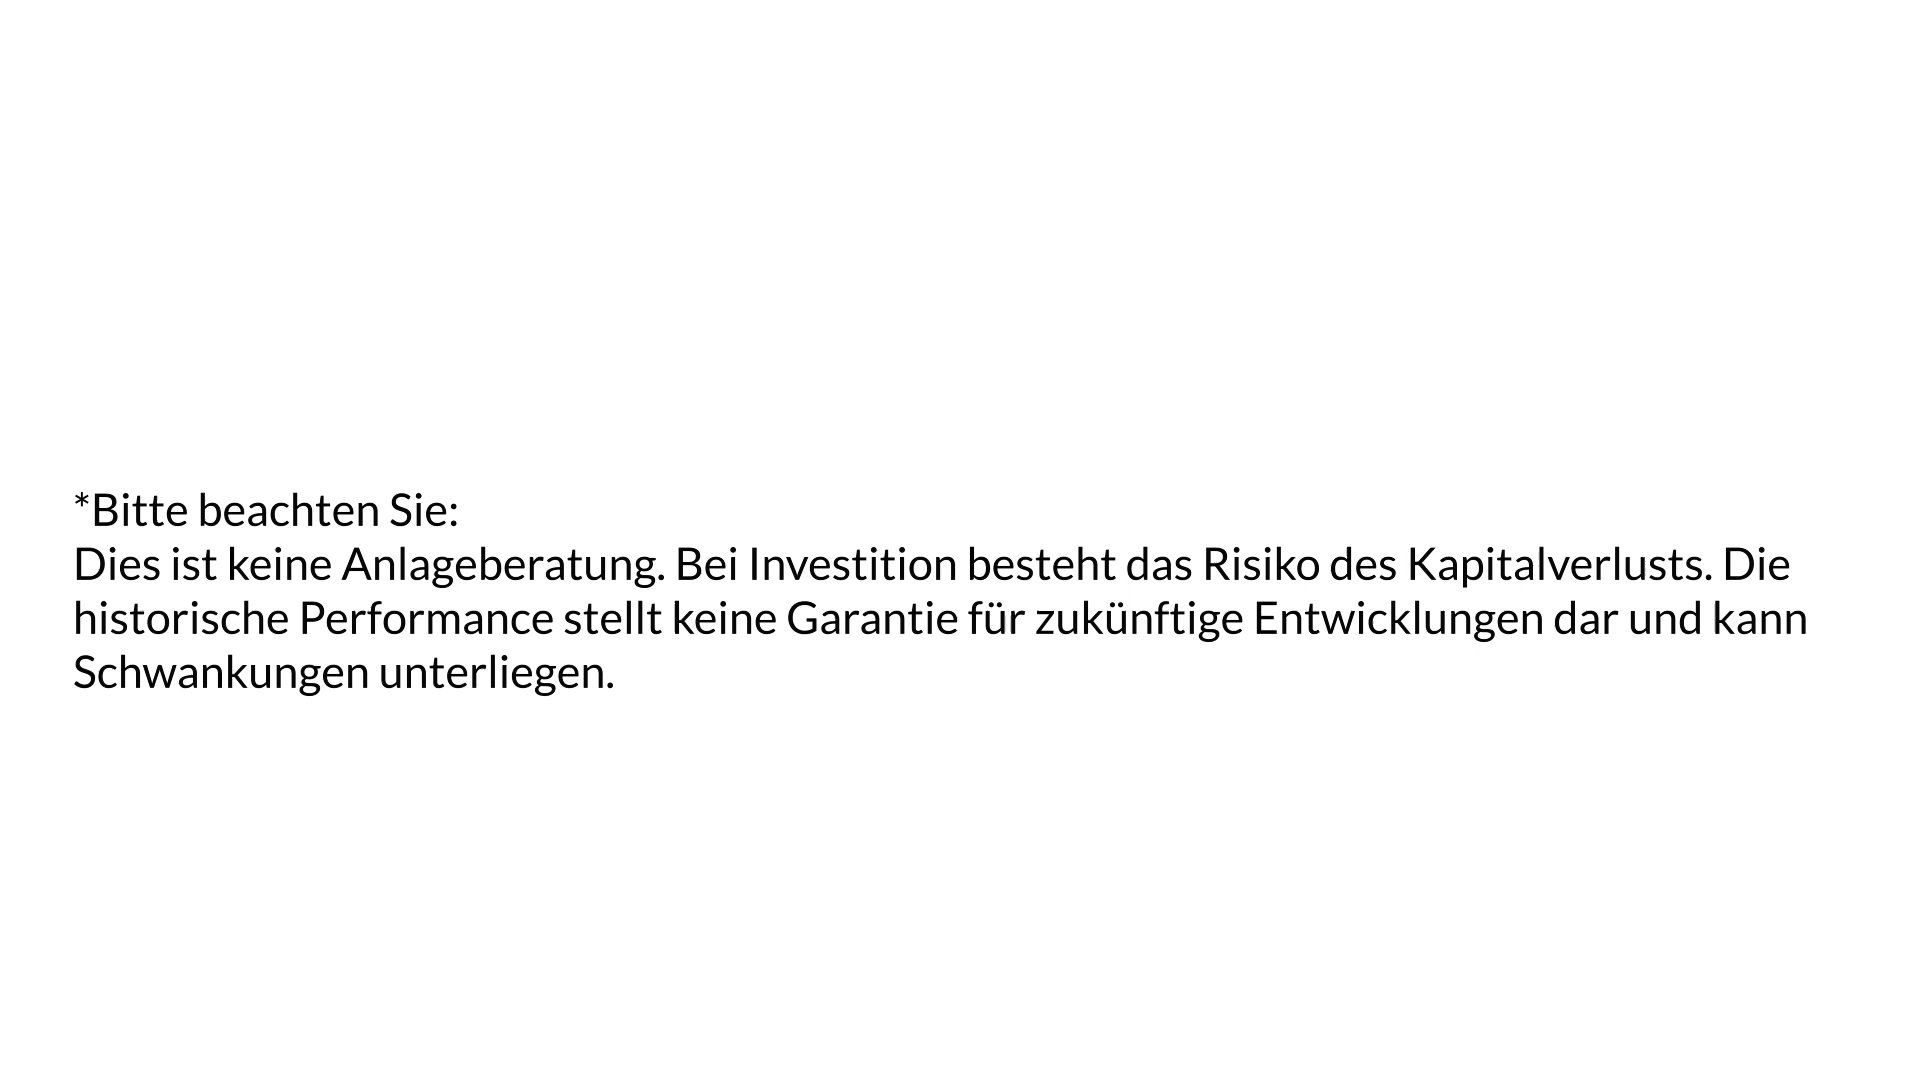 *Bitte beachten Sie:
Dies ist keine Anlageberatung. Bei Investition besteht das Risiko des Kapitalverlusts. Die
historische Performance stellt keine Garantie für zukünftige Entwicklungen dar und kann
Schwankungen unterliegen.